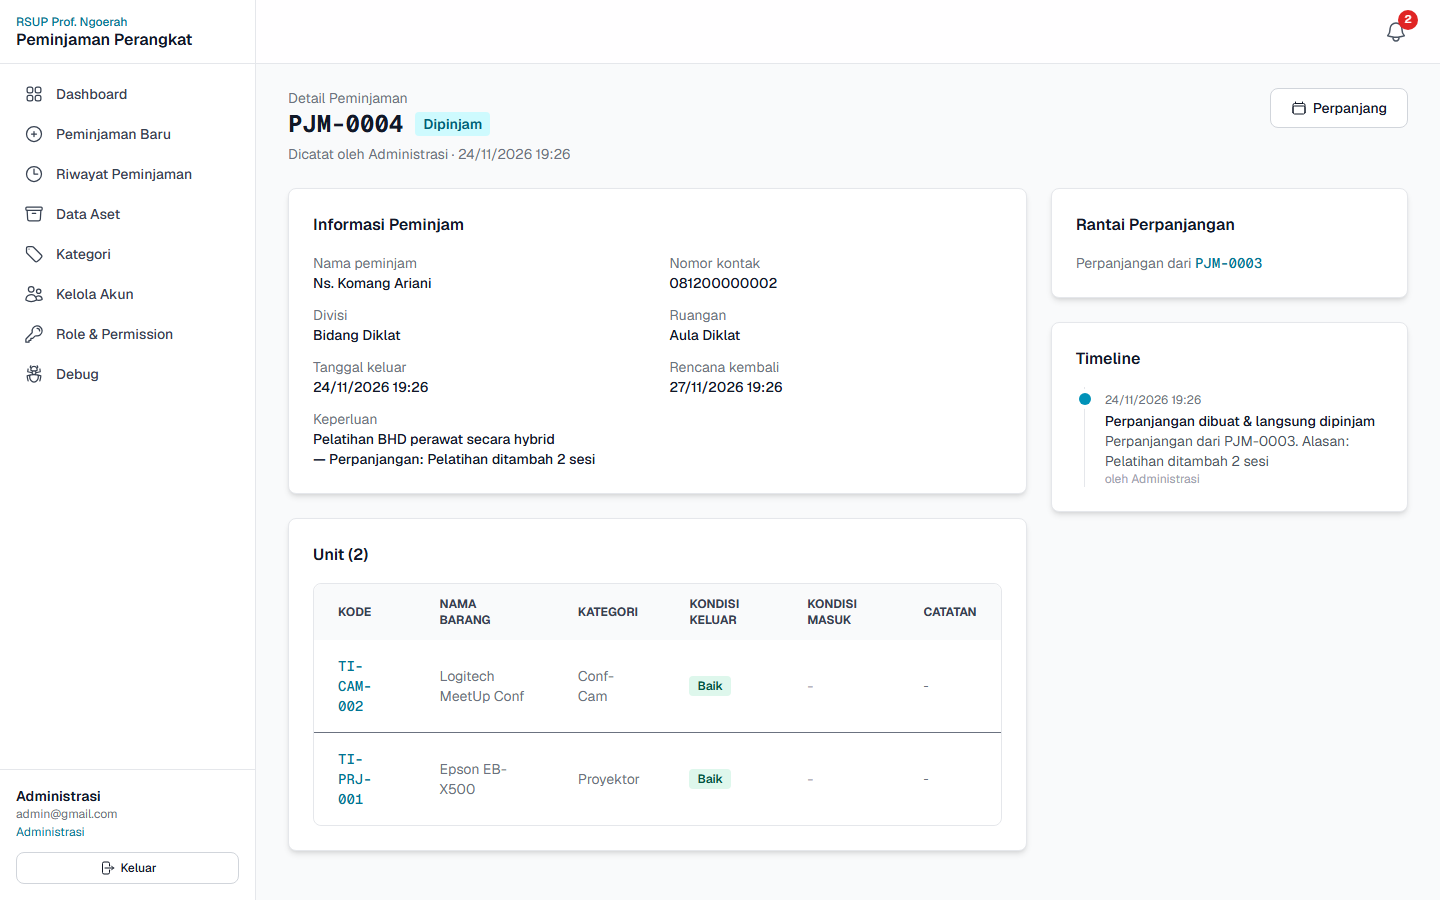 RSUP Prof. Ngoerah
Peminjaman Perangkat
2
Dashboard
Peminjaman Baru
Riwayat Peminjaman
Data Aset
Kategori
Kelola Akun
Role & Permission
Debug
Administrasi
admin@gmail.com
Administrasi
Keluar
Detail Peminjaman
PJM-0004 Dipinjam
Dicatat oleh Administrasi · 24/11/2026 19:26
Perpanjang
Informasi Peminjam
Nama peminjam
Ns. Komang Ariani
Nomor kontak
081200000002
Divisi
Bidang Diklat
Ruangan
Aula Diklat
Tanggal keluar
24/11/2026 19:26
Rencana kembali
27/11/2026 19:26
Keperluan
Pelatihan BHD perawat secara hybrid
— Perpanjangan: Pelatihan ditambah 2 sesi
Unit (2)
KODE
NAMA
BARANG
KATEGORI
KONDISI
KELUAR
KONDISI
MASUK
CATATAN
TI-
CAM-
002
Logitech
MeetUp Conf
Conf-
Cam
Baik
-
-
TI-
PRJ-
001
Epson EB-
X500
Proyektor
Baik
-
-
Rantai Perpanjangan
Perpanjangan dari PJM-0003
Timeline
24/11/2026 19:26
Perpanjangan dibuat & langsung dipinjam
Perpanjangan dari PJM-0003. Alasan:
Pelatihan ditambah 2 sesi
oleh Administrasi